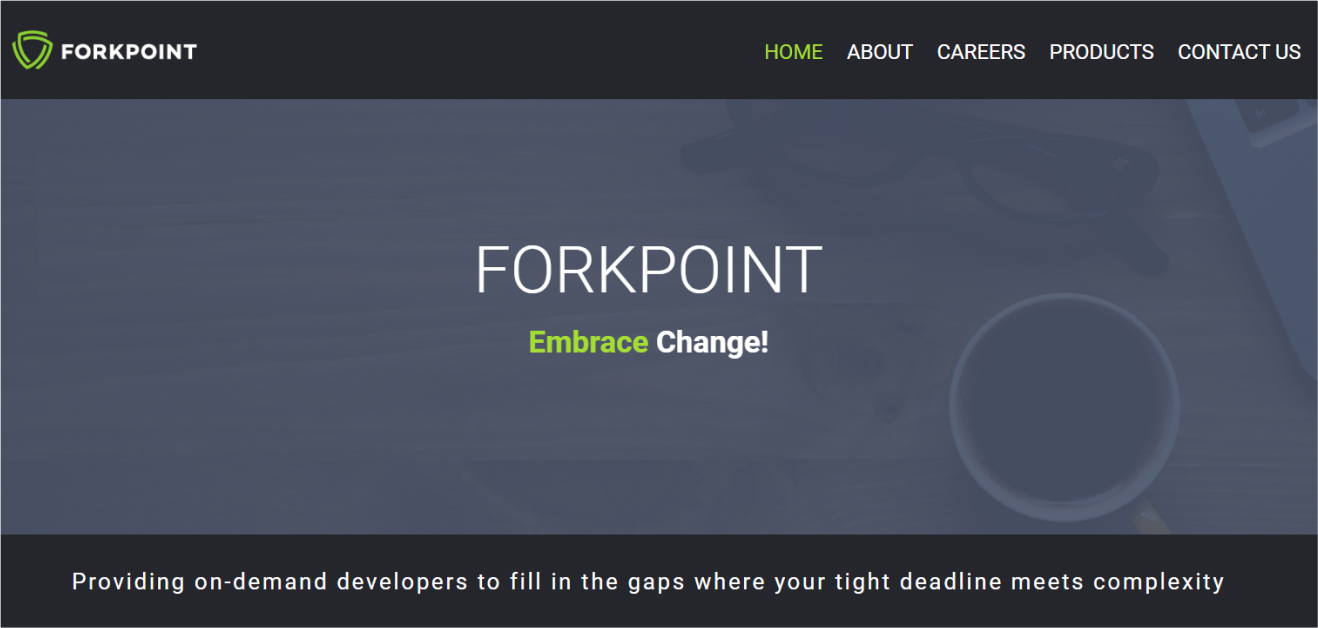 FORKPOINT
HOME ABOUT CAREERS PRODUCTS CONTACT US
FORKPOINT
Embrace Change!
Providing on-demand developers to fill in the gaps where your tight deadline meets complexity